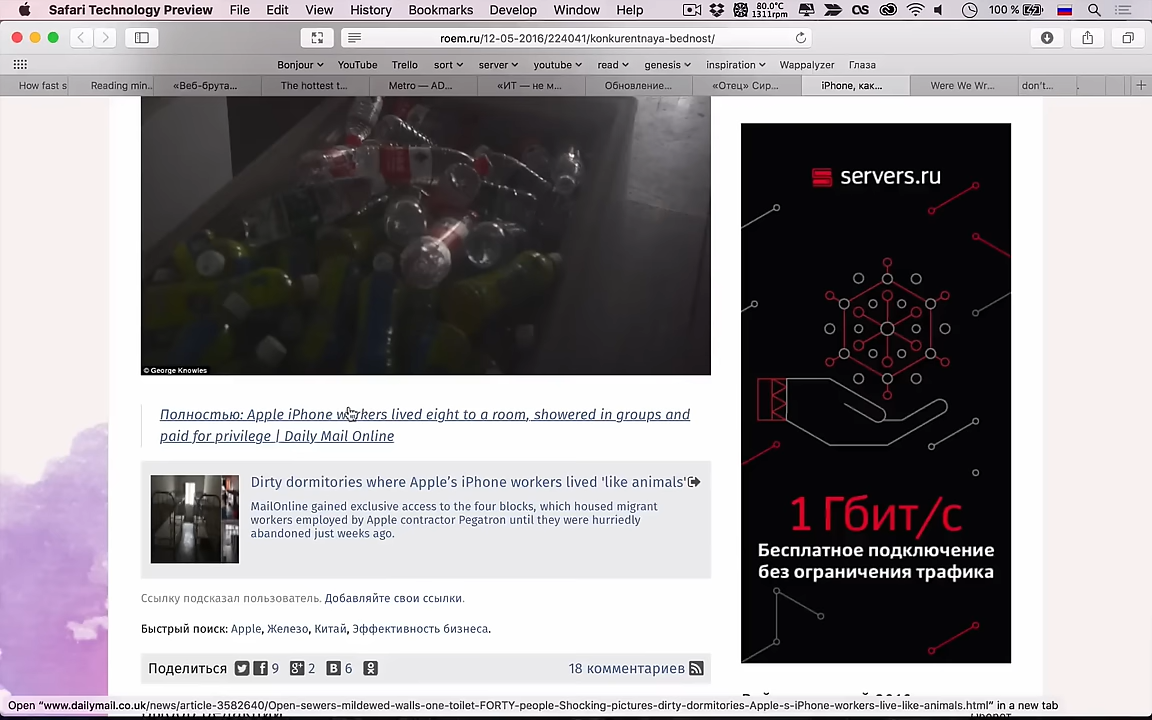 Safari Technology Preview File Edit View History Bookmarks Develop Window Help 80.0°C 1311rpm OS 100 %
roem.ru/12-05-2016/224041/konkurentnaya-bednost/
Bonjour YouTube Trello sort server youtube read genesis inspiration Wappalyzer Глаза
How fast s Reading min.. «Веб-брута... The hottest t... Metro — AD... «ИТ — не м... Обновление... «Отец» Сир... iPhone, как... Were We Wr... don't... .
servers.ru
© George Knowles
Полностью: Apple iPhone workers lived eight to a room, showered in groups and
paid for privilege | Daily Mail Online
Dirty dormitories where Apple’s iPhone workers lived 'like animals'
MailOnline gained exclusive access to the four blocks, which housed migrant
workers employed by Apple contractor Pegatron until they were hurriedly
abandoned just weeks ago.
1 Гбит/с
Бесплатное подключение
без ограничения трафика
Ссылку подсказал пользователь. Добавляйте свои ссылки.
Быстрый поиск: Apple, Железо, Китай, Эффективность бизнеса.
Поделиться 9 g+ 2 B 6 18 комментариев
Open “www.dailymail.co.uk/news/article-3582640/Open-sewers-mildewed-walls-one-toilet-FORTY-people-Shocking-pictures-dirty-dormitories-Apple-s-iPhone-workers-live-like-animals.html” in a new tab